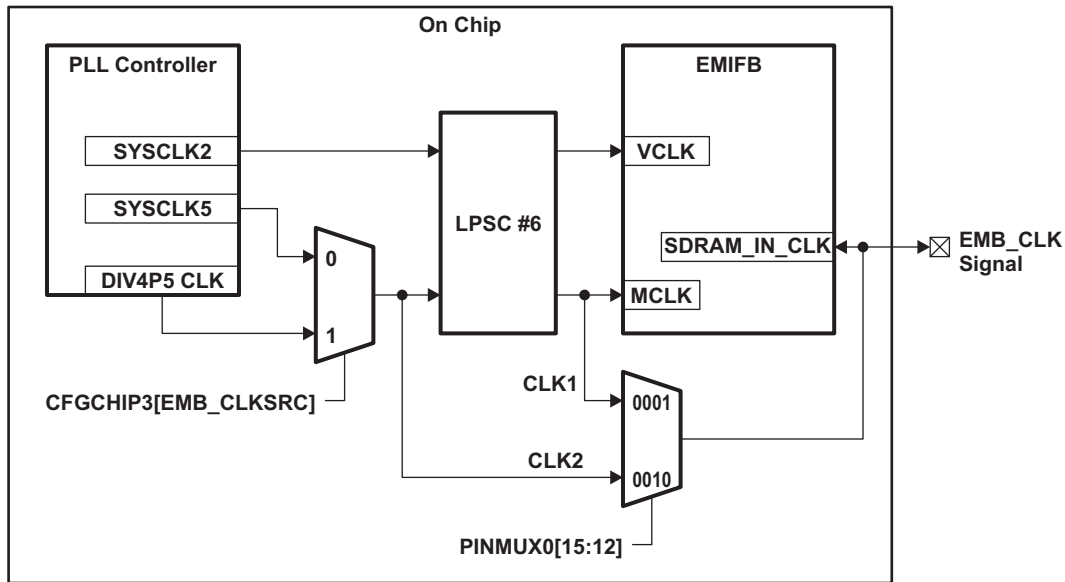 On Chip
PLL Controller
EMIFB
SYSCLK2
VCLK
SYSCLK5
LPSC #6
0
SDRAM_IN_CLK
EMB_CLK
Signal
DIV4P5 CLK
MCLK
1
CLK1
0001
CFGCHIP3[EMB_CLKSRC]
CLK2
0010
PINMUX0[15:12]